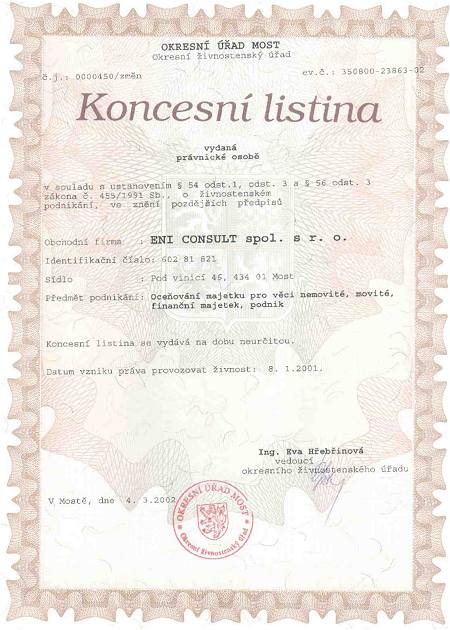 OKRESNÍ ÚŘAD MOST
Okresní živnostenský úřad
č.j.: 0000450/změn
ev.č.: 350800-23863-02
Koncesní listina
vydaná
právnické osobě
v souladu s ustanovením § 54 odst.1, odst. 3 a § 56 odst. 3
zákona č. 455/1991 Sb., o živnostenském
podnikání, ve znění pozdějších předpisů
Obchodní firma : ENI CONSULT spol. s r. o.
Identifikační číslo: 602 81 821
Sídlo : Pod vinicí 46, 434 01 Most
Předmět podnikání: Oceňování majetku pro věci nemovité, movité,
finanční majetek, podnik
Koncesní listina se vydává na dobu neurčitou.
Datum vzniku práva provozovat živnost: 8. 1.2001.
Ing. Eva Hřebřinová
vedoucí
okresního živnostenského úřadu
V Mostě, dne 4. 3.2002
OKRESNÍ ÚŘAD MOST
Okresní živnostenský úřad